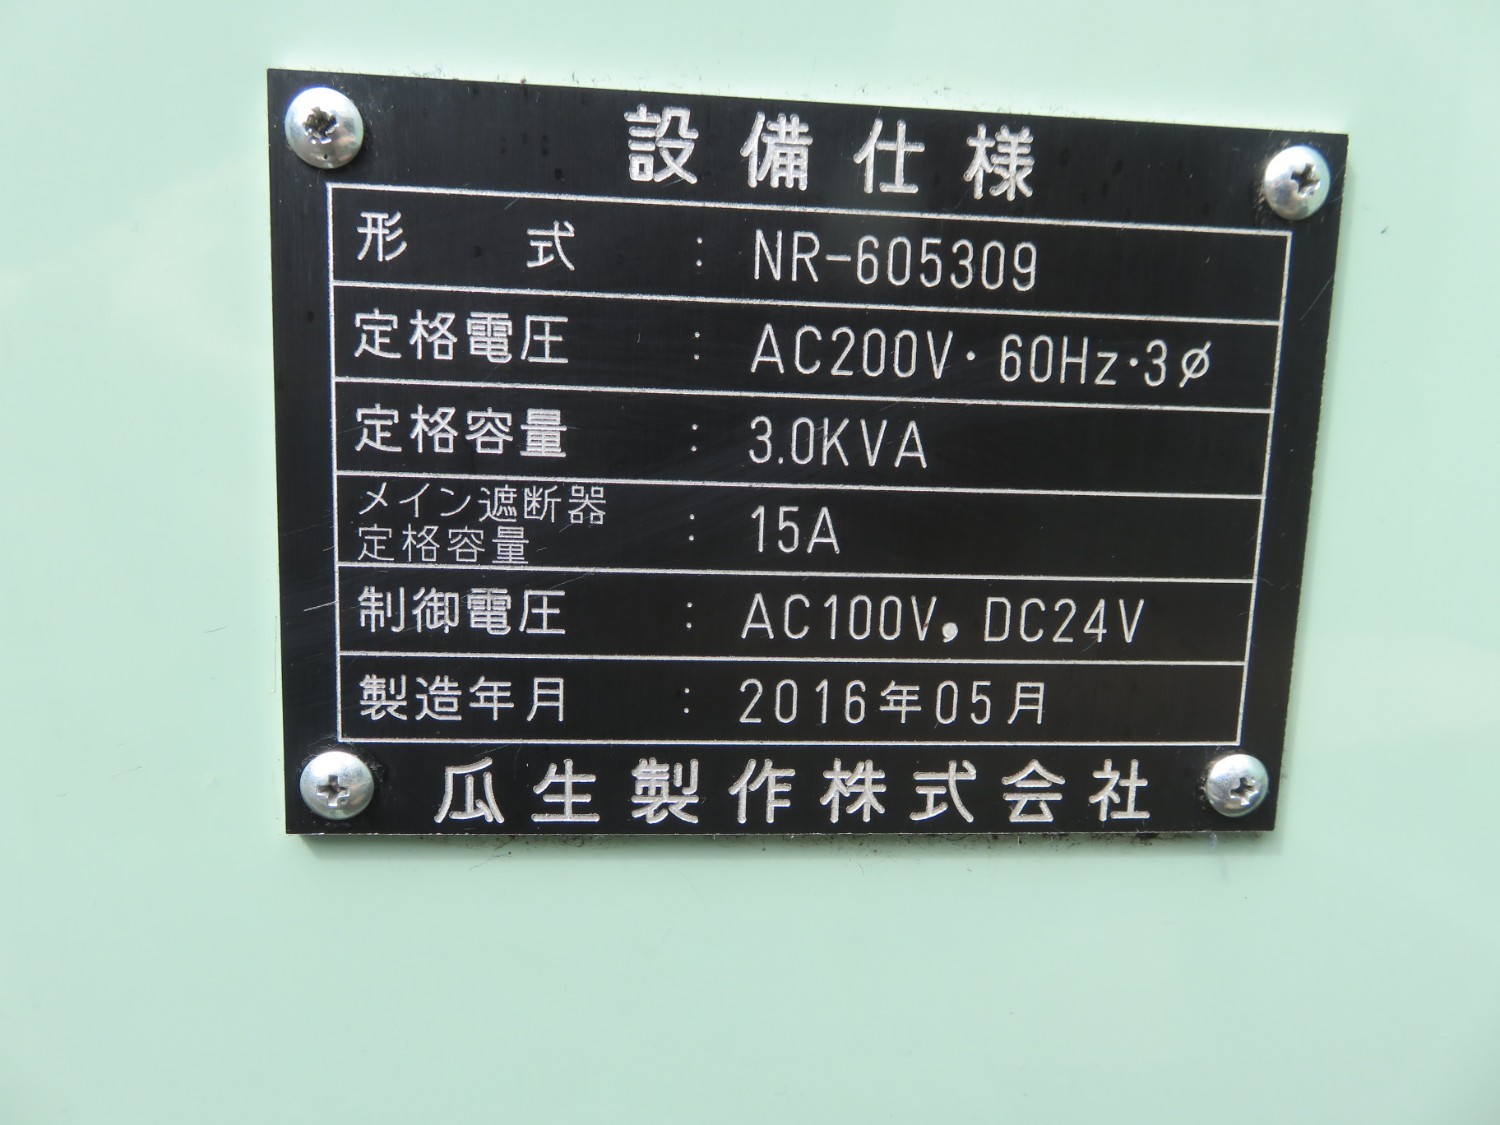 設備仕様
形式 : NR-605309
定格電圧 : AC200V・60Hz・3φ
定格容量 : 3.0KVA
メイン遮断器
定格容量 : 15A
制御電圧 : AC100V, DC24V
製造年月 : 2016年05月
瓜生製作株式会社